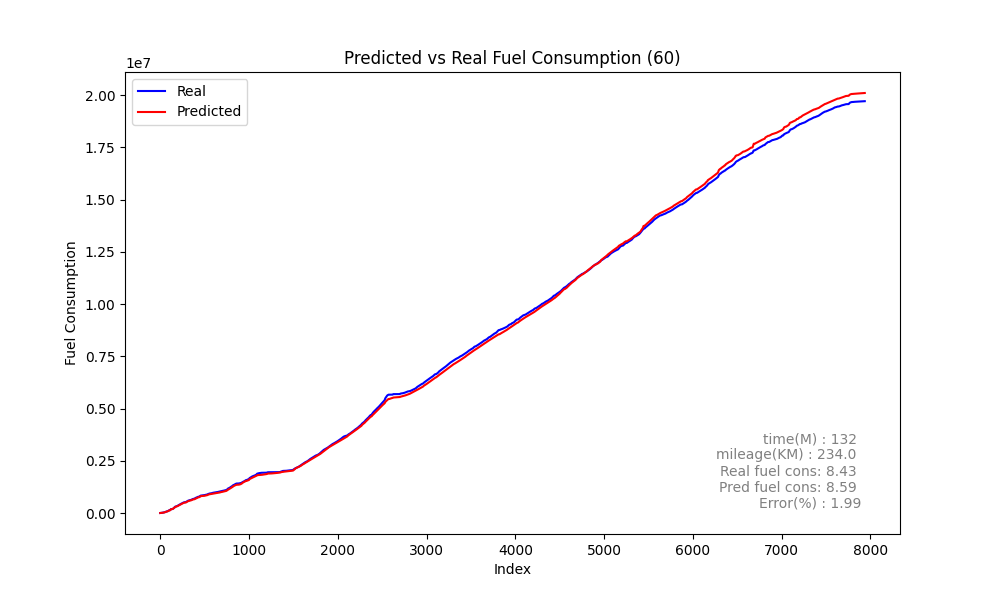 Predicted vs Real Fuel Consumption (60)
1e7
Real
Predicted
2.00
1.75
1.50
1.25
1.00
0.75
0.50
0.25
0.00
Fuel Consumption
time(M) : 132
mileage(KM) : 234.0
Real fuel cons: 8.43
Pred fuel cons: 8.59
Error(%) : 1.99
0 1000 2000 3000 4000 5000 6000 7000 8000
Index